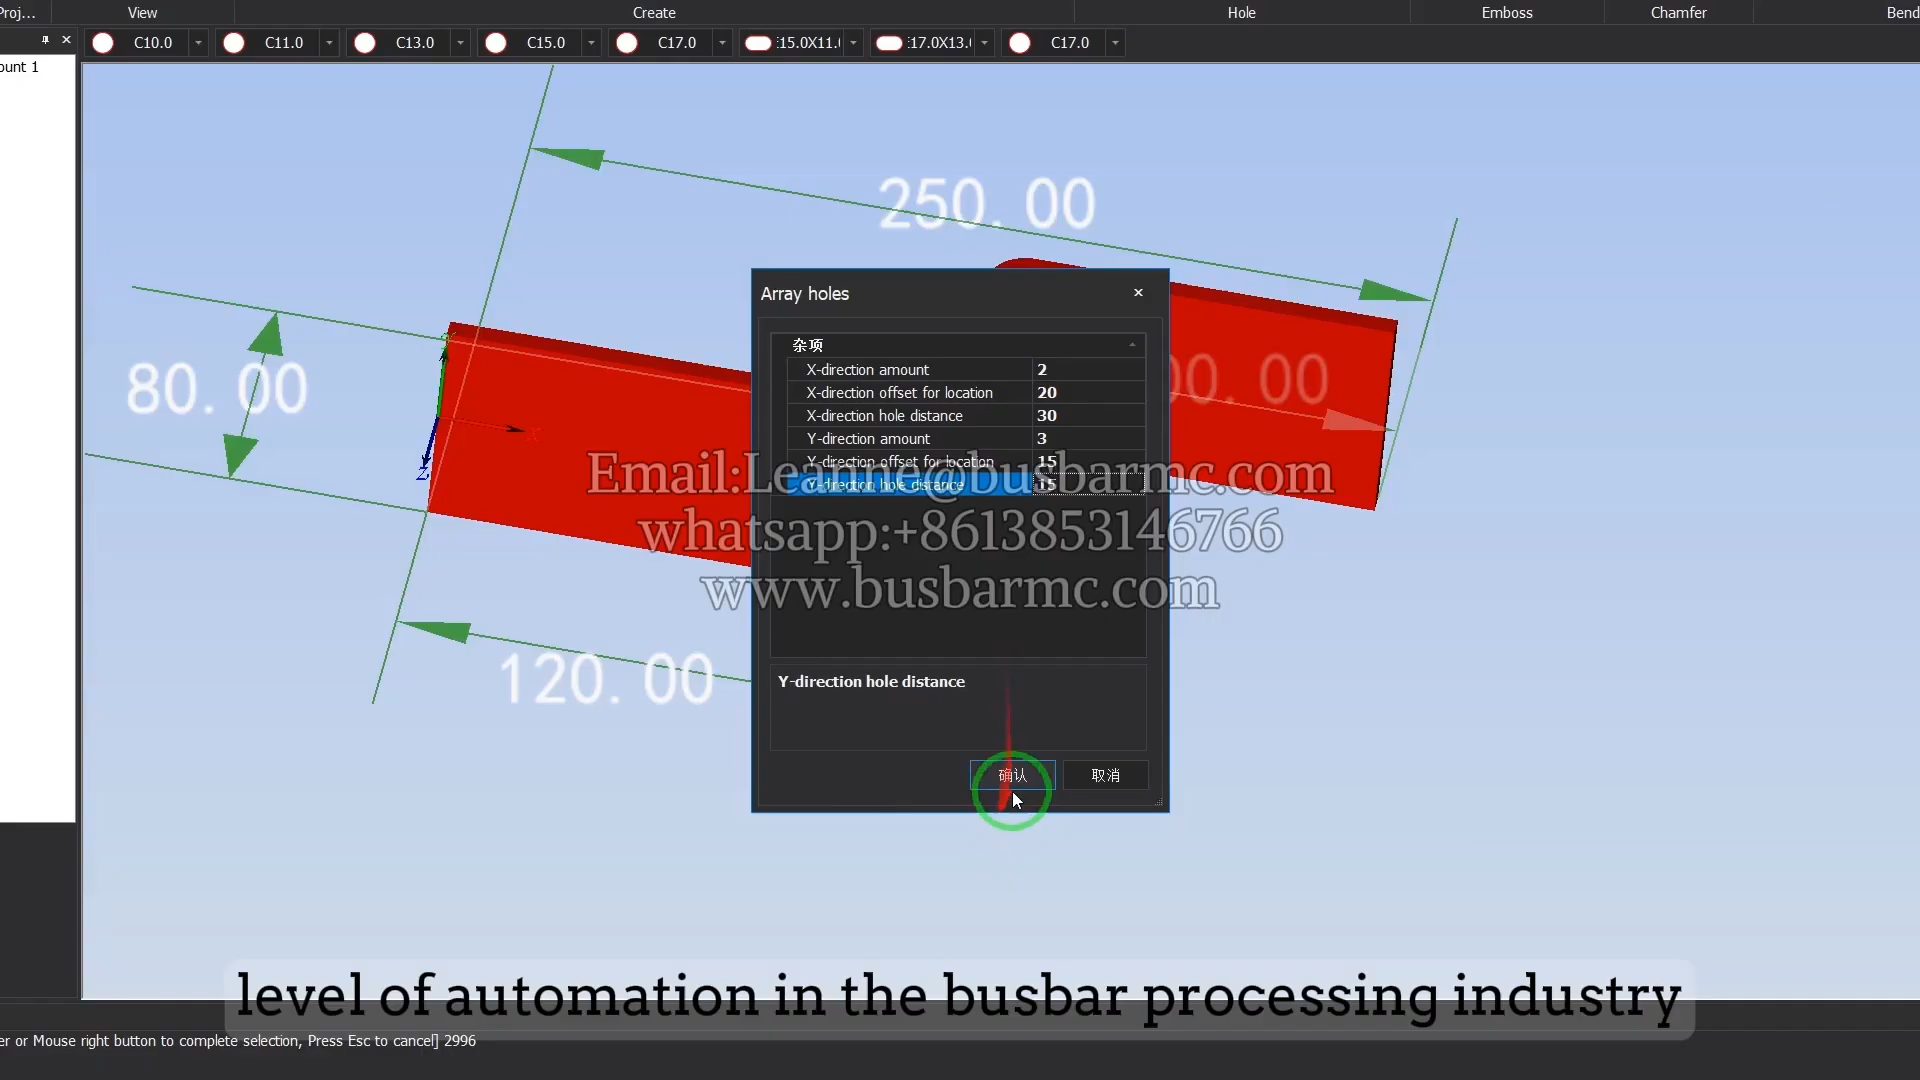 Proj... View Create Hole Emboss Chamfer Bend
C10.0 C11.0 C13.0 C15.0 C17.0 :15.0X11.( :17.0X13.( C17.0
ount 1
250. 00
Array holes
杂项
X-direction amount 2
X-direction offset for location 20
X-direction hole distance 30
Y-direction amount 3
Y-direction offset for location 15
Y-direction hole distance 15
80. 00
00. 00
X
Z
Email:Leanne@busbarmc.com
whatsapp:+8613853146766
www.busbarmc.com
120. 00
Y-direction hole distance
确认 取消
level of automation in the busbar processing industry
er or Mouse right button to complete selection, Press Esc to cancel] 2996